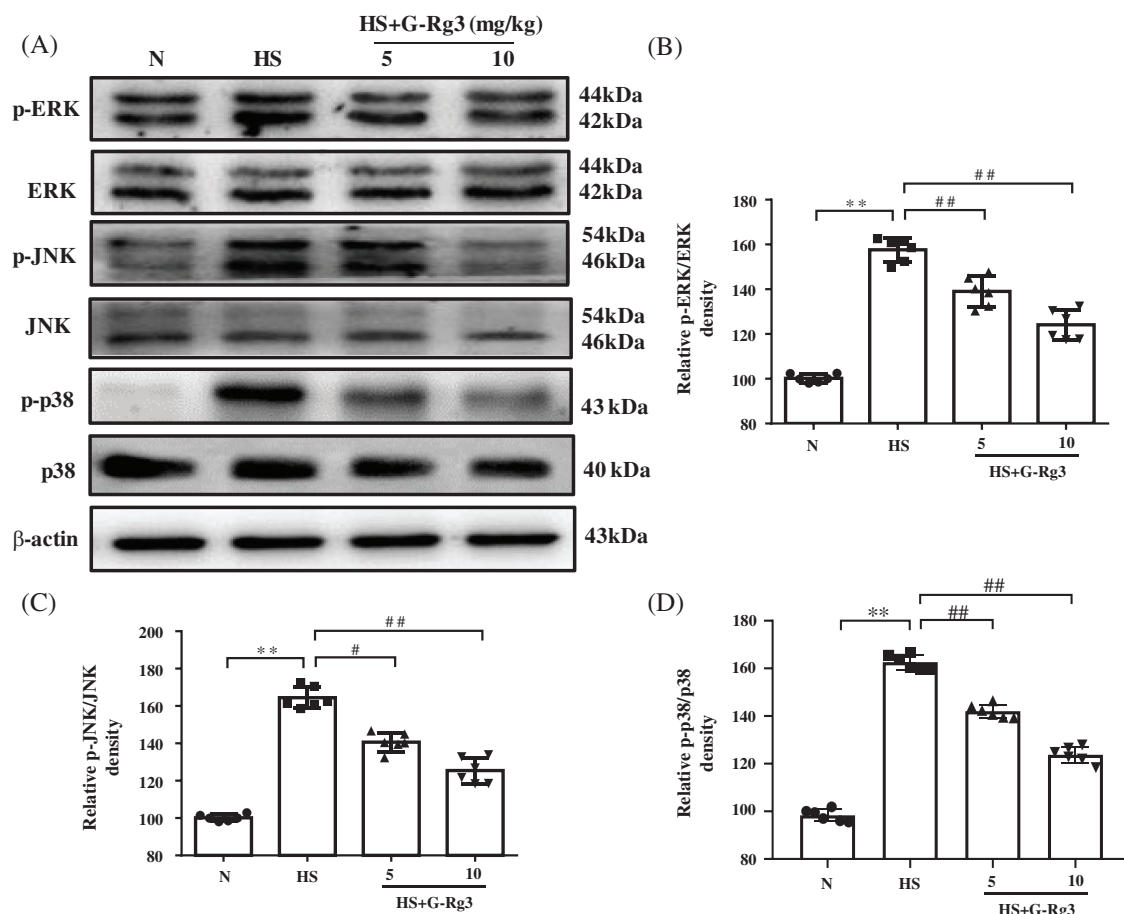 (A)
HS+G-Rg3 (mg/kg)
N HS 5 10
p-ERK 44kDa
42kDa
ERK 44kDa
42kDa
p-JNK 54kDa
46kDa
JNK 54kDa
46kDa
p-p38 43 kDa
p38 40 kDa
β-actin 43kDa
(B)
Relative p-ERK/ERK
density
180
160
140
120
100
80
** ## ##
N HS 5 10
HS+G-Rg3
(C)
Relative p-JNK/JNK
density
200
180
160
140
120
100
80
** # ##
N HS 5 10
HS+G-Rg3
(D)
Relative p-p38/p38
density
180
160
140
120
100
80
** ## ##
N HS 5 10
HS+G-Rg3